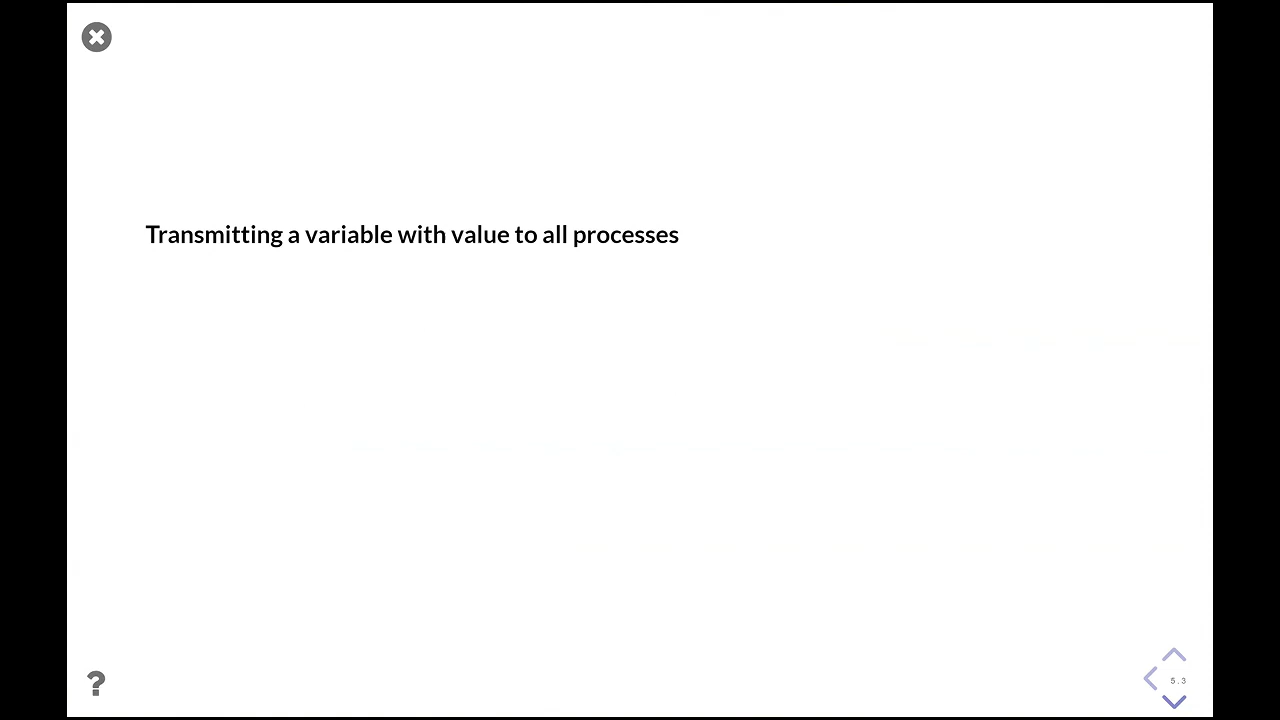 Transmitting a variable with value to all processes
?
5.3